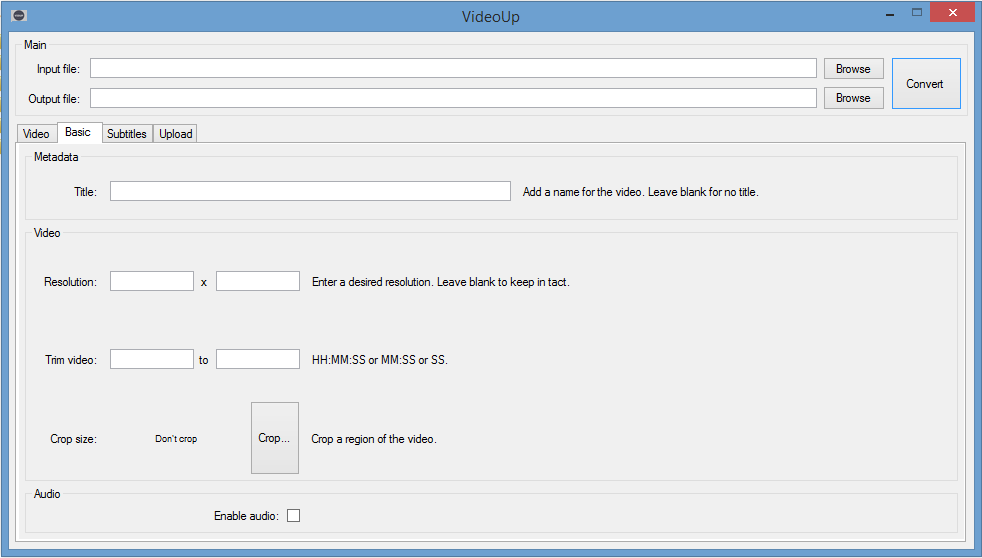 VideoUp
Main
Input file: Browse
Convert
Output file: Browse
Video Basic Subtitles Upload
Metadata
Title: Add a name for the video. Leave blank for no title.
Video
Resolution: x Enter a desired resolution. Leave blank to keep in tact.
Trim video: to HH:MM:SS or MM:SS or SS.
Crop size: Don't crop Crop... Crop a region of the video.
Audio
Enable audio: